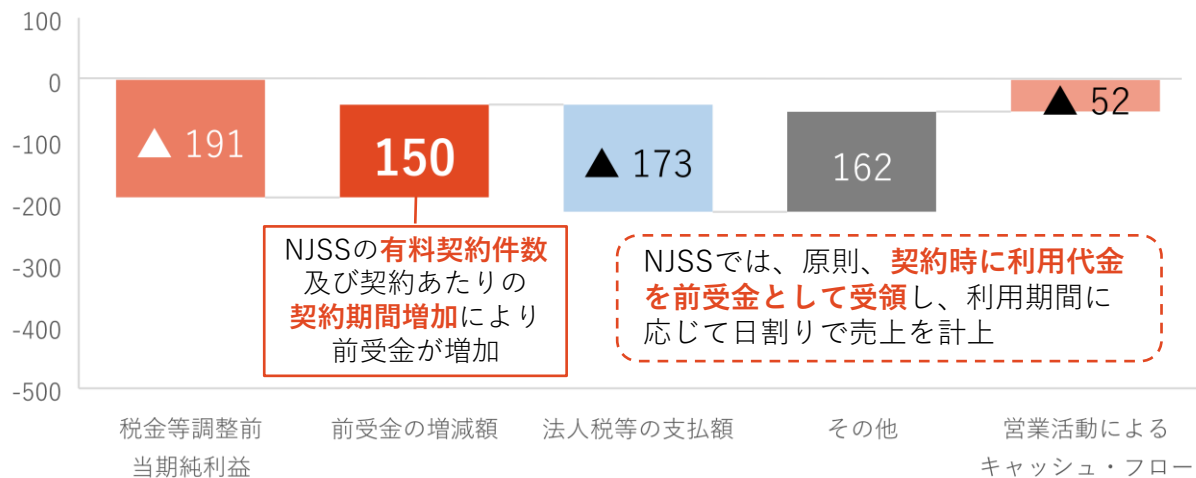 100
0
-100
-200
-300
-400
-500
▲ 191
150
▲ 173
162
▲ 52
NJSSの有料契約件数
及び契約あたりの
契約期間増加により
前受金が増加
NJSSでは、原則、契約時に利用代金
を前受金として受領し、利用期間に
応じて日割りで売上を計上
税金等調整前
当期純利益
前受金の増減額
法人税等の支払額
その他
営業活動による
キャッシュ・フロー